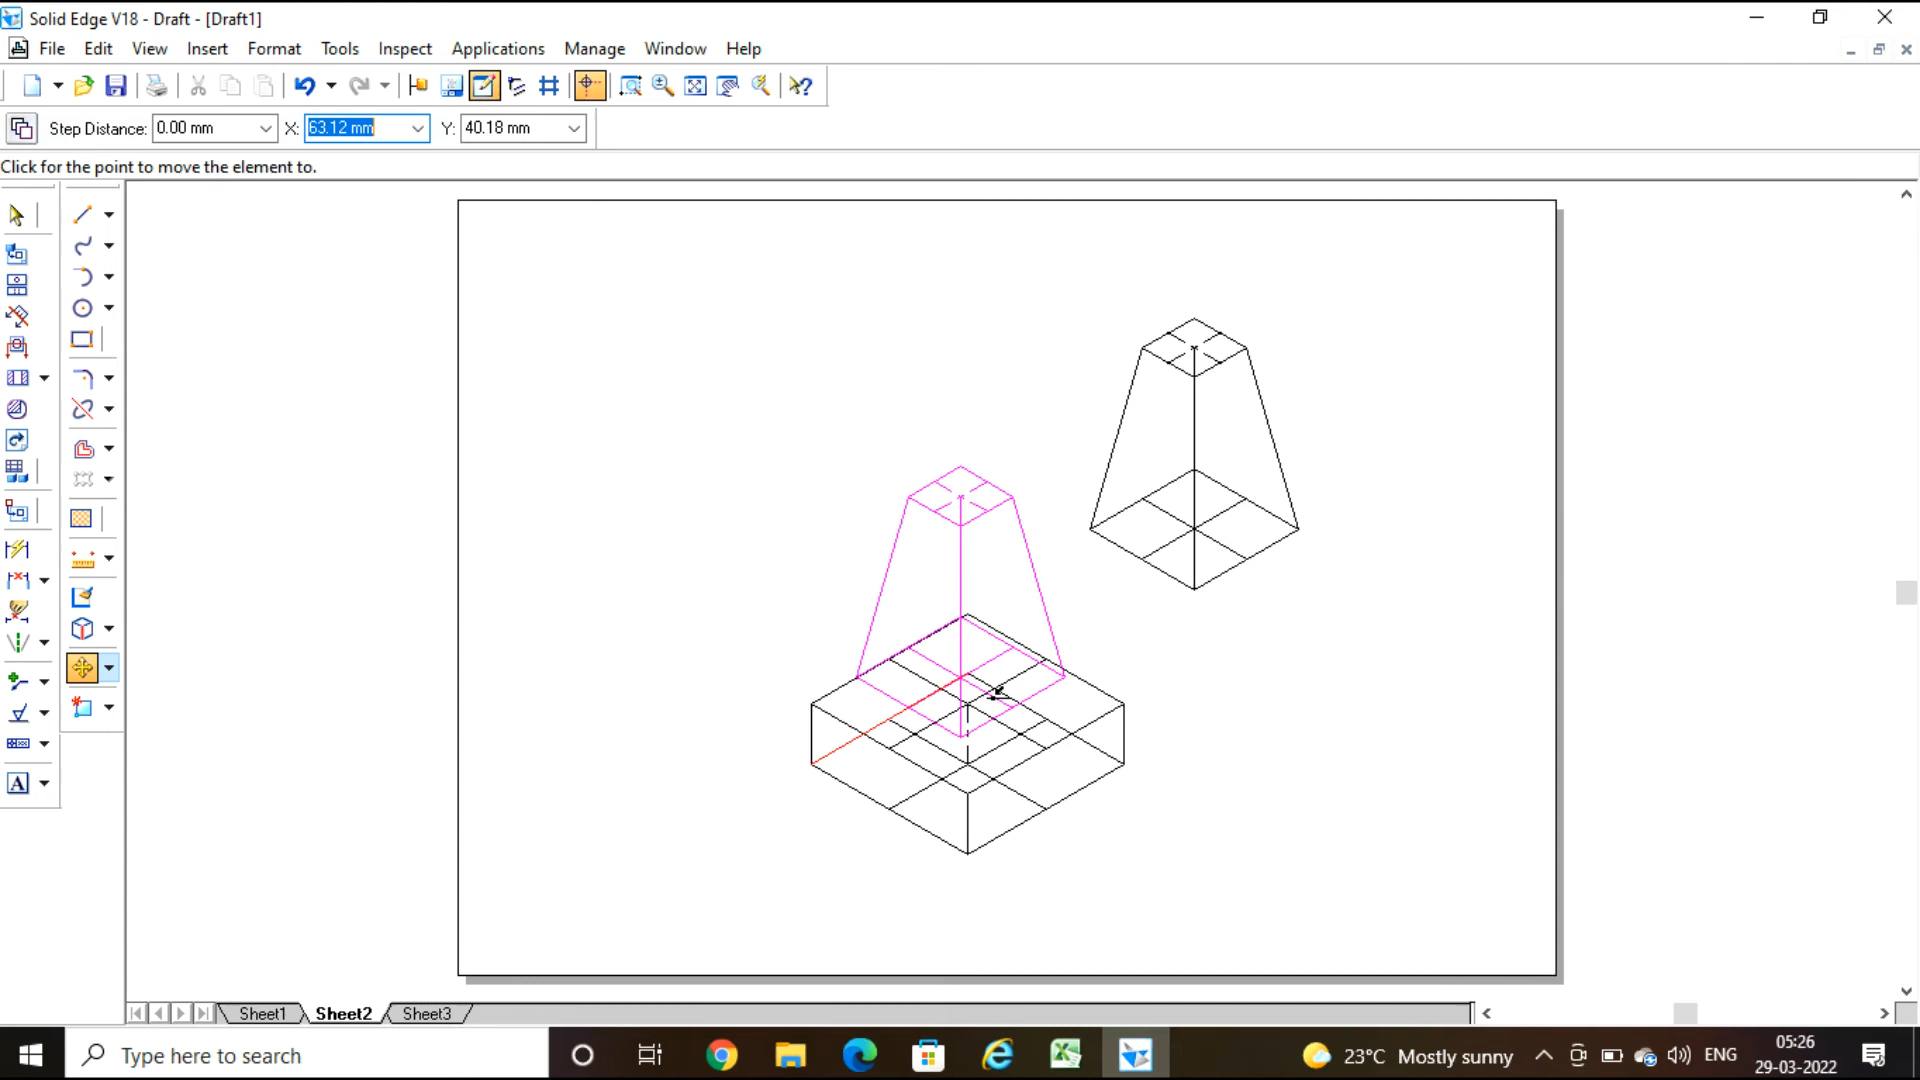 Solid Edge V18 - Draft - [Draft1]
File Edit View Insert Format Tools Inspect Applications Manage Window Help
Step Distance: 0.00 mm X: 63.12 mm Y: 40.18 mm
Click for the point to move the element to.
A
Sheet1 Sheet2 Sheet3
Type here to search
23°C Mostly sunny ENG
05:26
29-03-2022